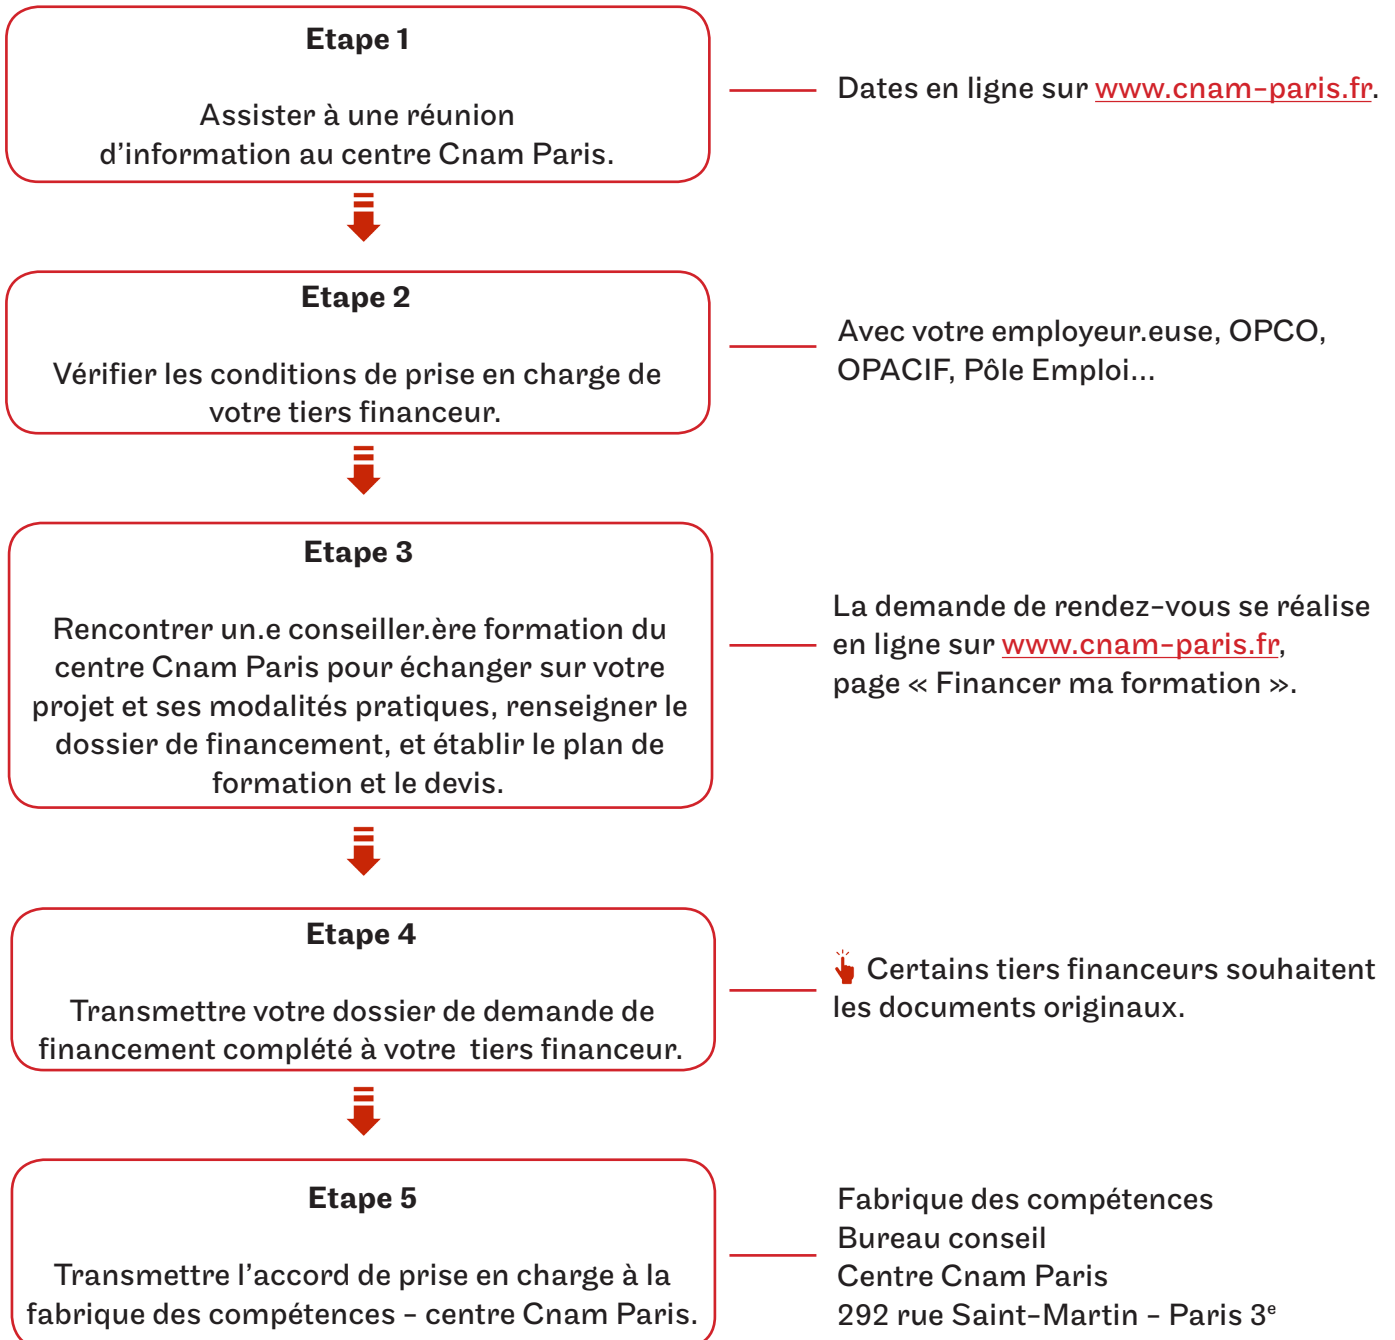 Etape 1
Assister à une réunion
d’information au centre Cnam Paris.
Dates en ligne sur www.cnam-paris.fr.
Etape 2
Vérifier les conditions de prise en charge de
votre tiers financeur.
Avec votre employeur.euse, OPCO,
OPACIF, Pôle Emploi...
Etape 3
Rencontrer un.e conseiller.ère formation du
centre Cnam Paris pour échanger sur votre
projet et ses modalités pratiques, renseigner le
dossier de financement, et établir le plan de
formation et le devis.
La demande de rendez-vous se réalise
en ligne sur www.cnam-paris.fr,
page « Financer ma formation ».
Etape 4
Transmettre votre dossier de demande de
financement complété à votre tiers financeur.
Certains tiers financeurs souhaitent
les documents originaux.
Etape 5
Transmettre l’accord de prise en charge à la
fabrique des compétences - centre Cnam Paris.
Fabrique des compétences
Bureau conseil
Centre Cnam Paris
292 rue Saint-Martin - Paris 3e